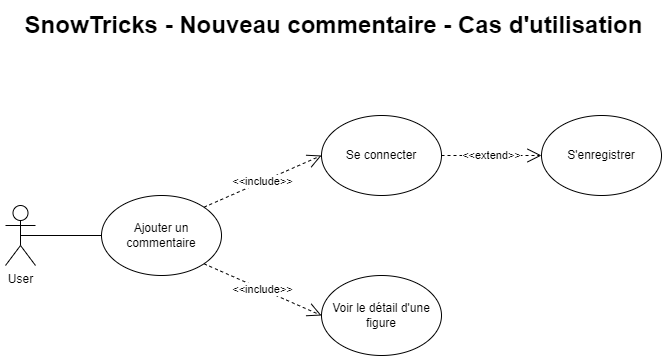 SnowTricks - Nouveau commentaire - Cas d'utilisation
Se connecter
<<extend>>
S'enregistrer
<<include>>
Ajouter un
commentaire
User
<<include>>
Voir le détail d'une
figure